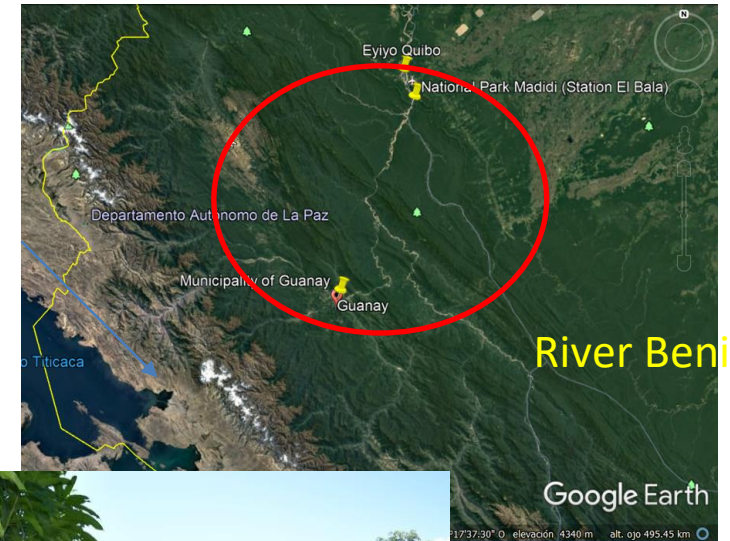 N
Eyiyo Quibo
National Park Madidi (Station El Bala)
Departamento Autónomo de La Paz
Municipality of Guanay
Guanay
River Beni
o Titicaca
Google Earth
°17'37.30" O elevación 4340 m alt. ojo 495.45 km